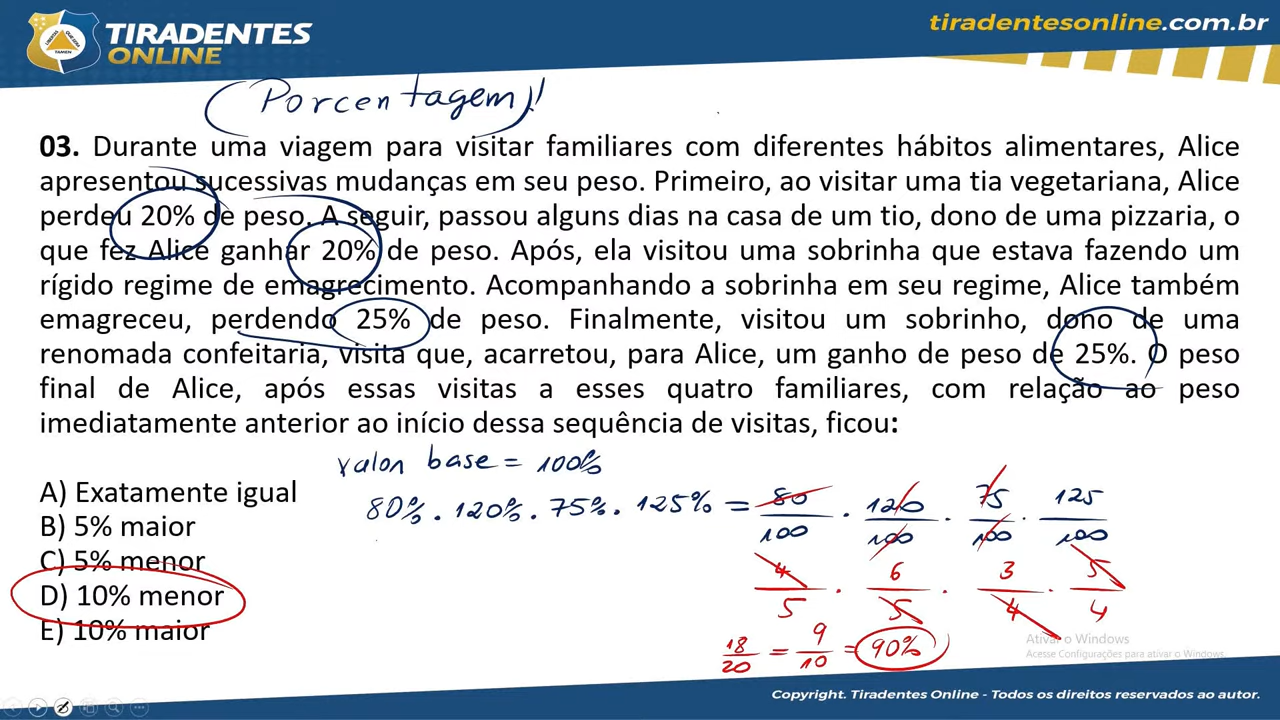 TIRADENTES
ONLINE
tiradentesonline.com.br
(Porcentagem)!
03. Durante uma viagem para visitar familiares com diferentes hábitos alimentares, Alice
apresentou sucessivas mudanças em seu peso. Primeiro, ao visitar uma tia vegetariana, Alice
perdeu 20% de peso. A seguir, passou alguns dias na casa de um tio, dono de uma pizzaria, o
que fez Alice ganhar 20% de peso. Após, ela visitou uma sobrinha que estava fazendo um
rígido regime de emagrecimento. Acompanhando a sobrinha em seu regime, Alice também
emagreceu, perdendo 25% de peso. Finalmente, visitou um sobrinho, dono de uma
renomada confeitaria, visita que, acarretou, para Alice, um ganho de peso de 25%. O peso
final de Alice, após essas visitas a esses quatro familiares, com relação ao peso
imediatamente anterior ao início dessa sequência de visitas, ficou:
valor base = 100%
80% . 120% . 75% . 125% = 80/100 . 120/100 . 75/100 . 125/100
4/5 . 6/5 . 3/4 . 5/4
18/20 = 9/10 = 90%
A) Exatamente igual
B) 5% maior
C) 5% menor
D) 10% menor
E) 10% maior
Ativar o Windows
Acesse Configurações para ativar o Windows.
Copyright. Tiradentes Online - Todos os direitos reservados ao autor.